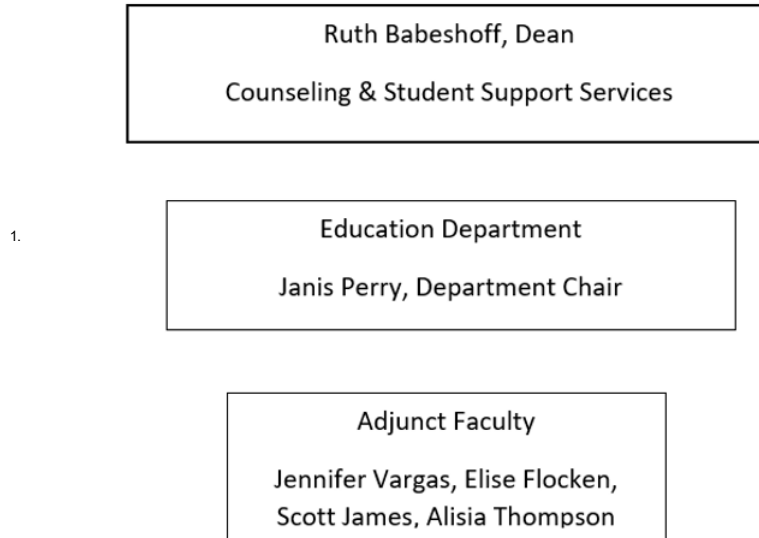 Ruth Babeshoff, Dean
Counseling & Student Support Services
1.
Education Department
Janis Perry, Department Chair
Adjunct Faculty
Jennifer Vargas, Elise Flocken,
Scott James, Alisia Thompson